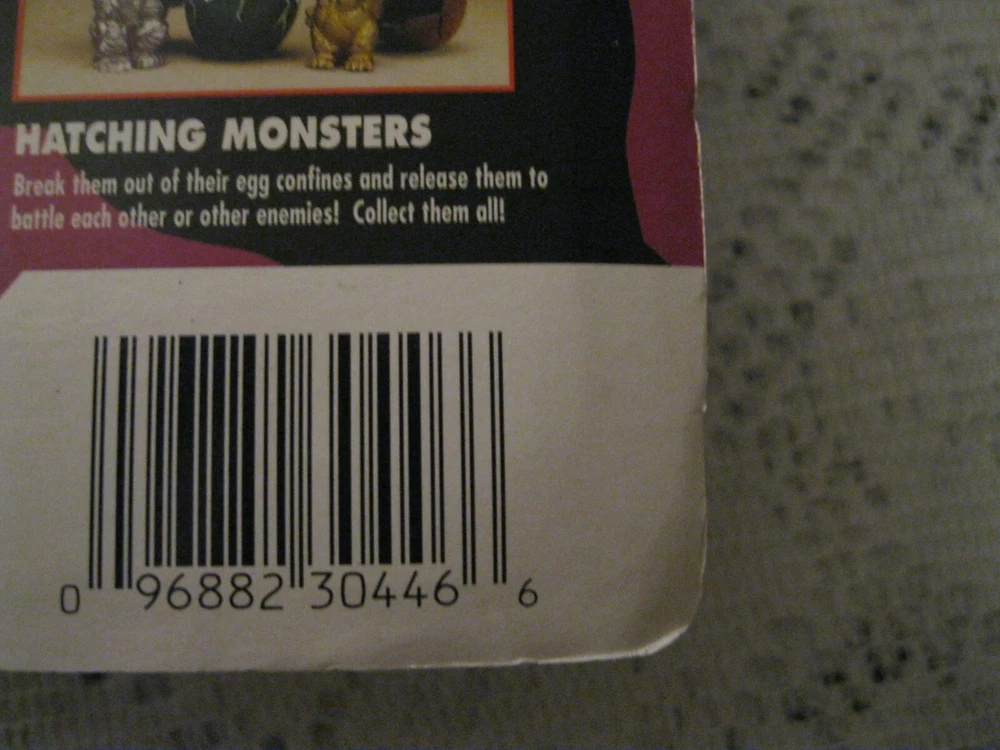 HATCHING MONSTERS
Break them out of their egg confines and release them to
battle each other or other enemies! Collect them all!
0 96882 30446 6